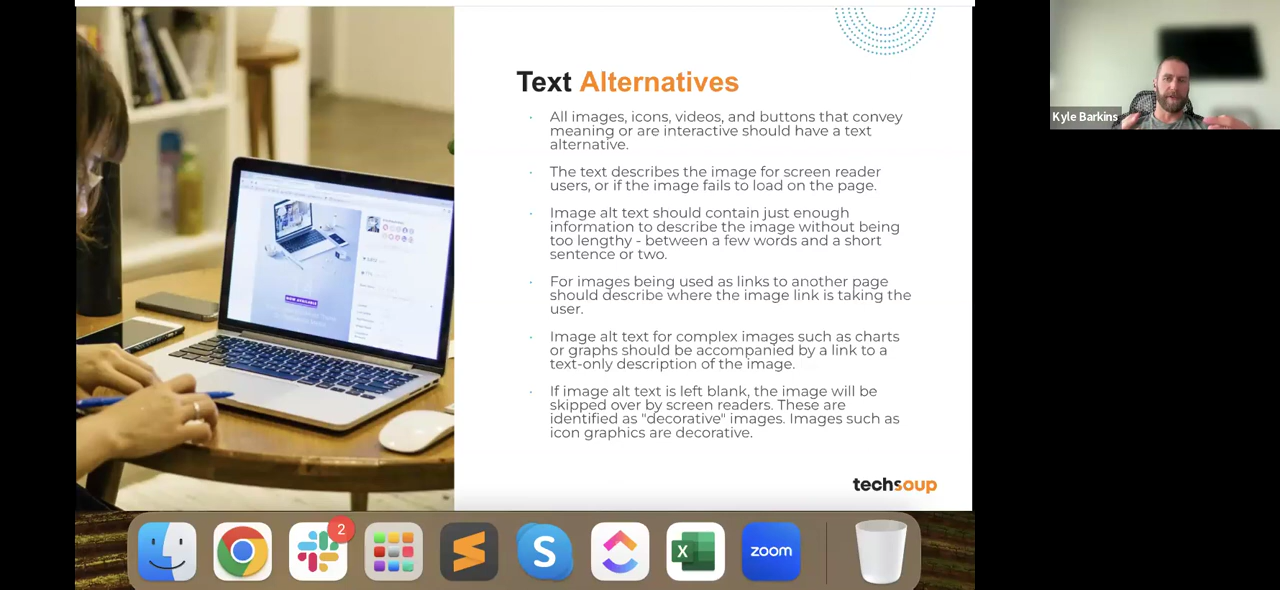 Text Alternatives
· All images, icons, videos, and buttons that convey
meaning or are interactive should have a text
alternative.
· The text describes the image for screen reader
users, or if the image fails to load on the page.
· Image alt text should contain just enough
information to describe the image without being
too lengthy - between a few words and a short
sentence or two.
· For images being used as links to another page
should describe where the image link is taking the
user.
· Image alt text for complex images such as charts
or graphs should be accompanied by a link to a
text-only description of the image.
· If image alt text is left blank, the image will be
skipped over by screen readers. These are
identified as "decorative" images. Images such as
icon graphics are decorative.
techsoup
Kyle Barkins
NOW AVAILABLE
2
S
X
zoom